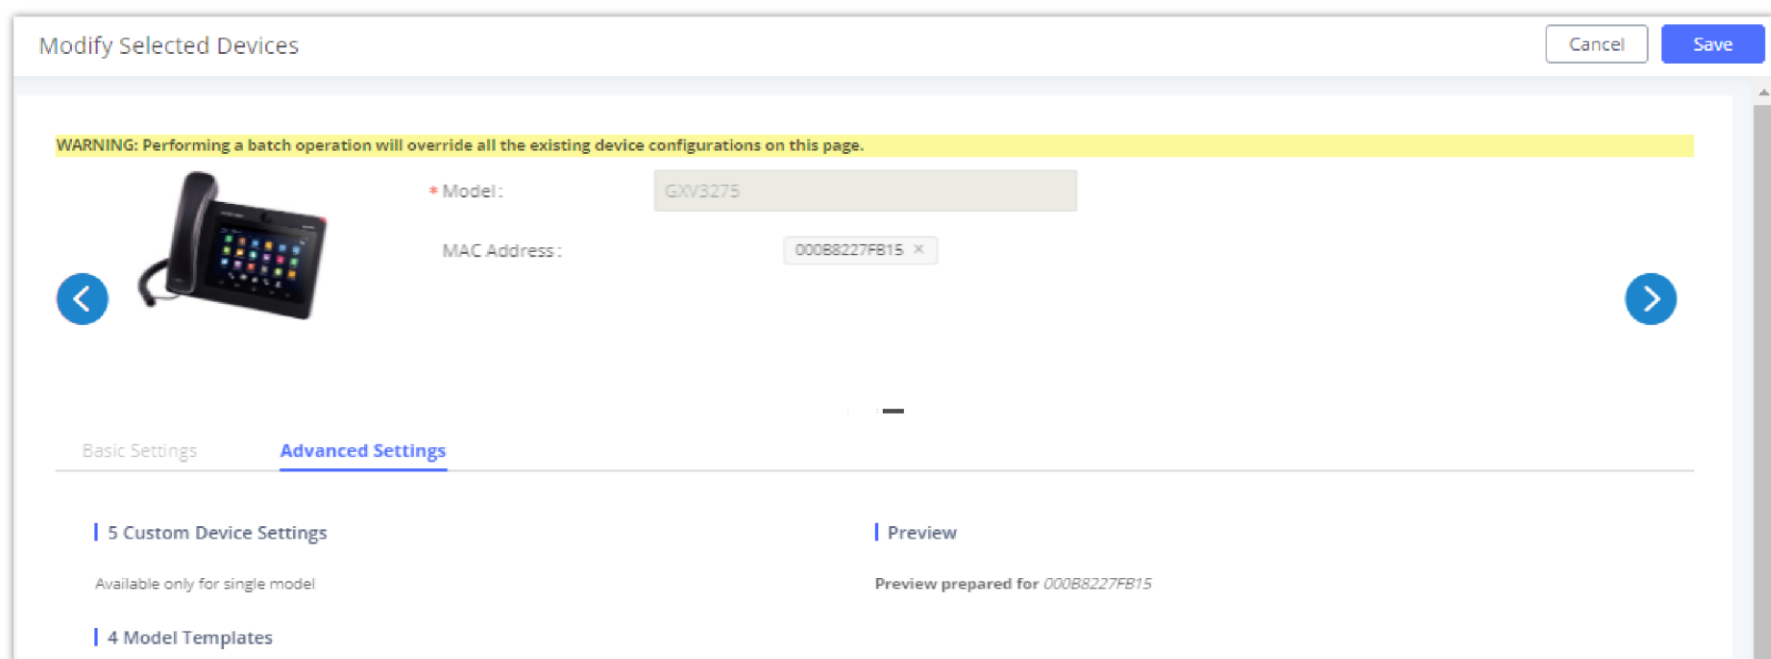 Modify Selected Devices
Cancel
Save
WARNING: Performing a batch operation will override all the existing device configurations on this page.
* Model :
GXV3275
MAC Address :
000B8227FB15 ×
Basic Settings
Advanced Settings
5 Custom Device Settings
Preview
Available only for single model
Preview prepared for 000B8227FB15
4 Model Templates